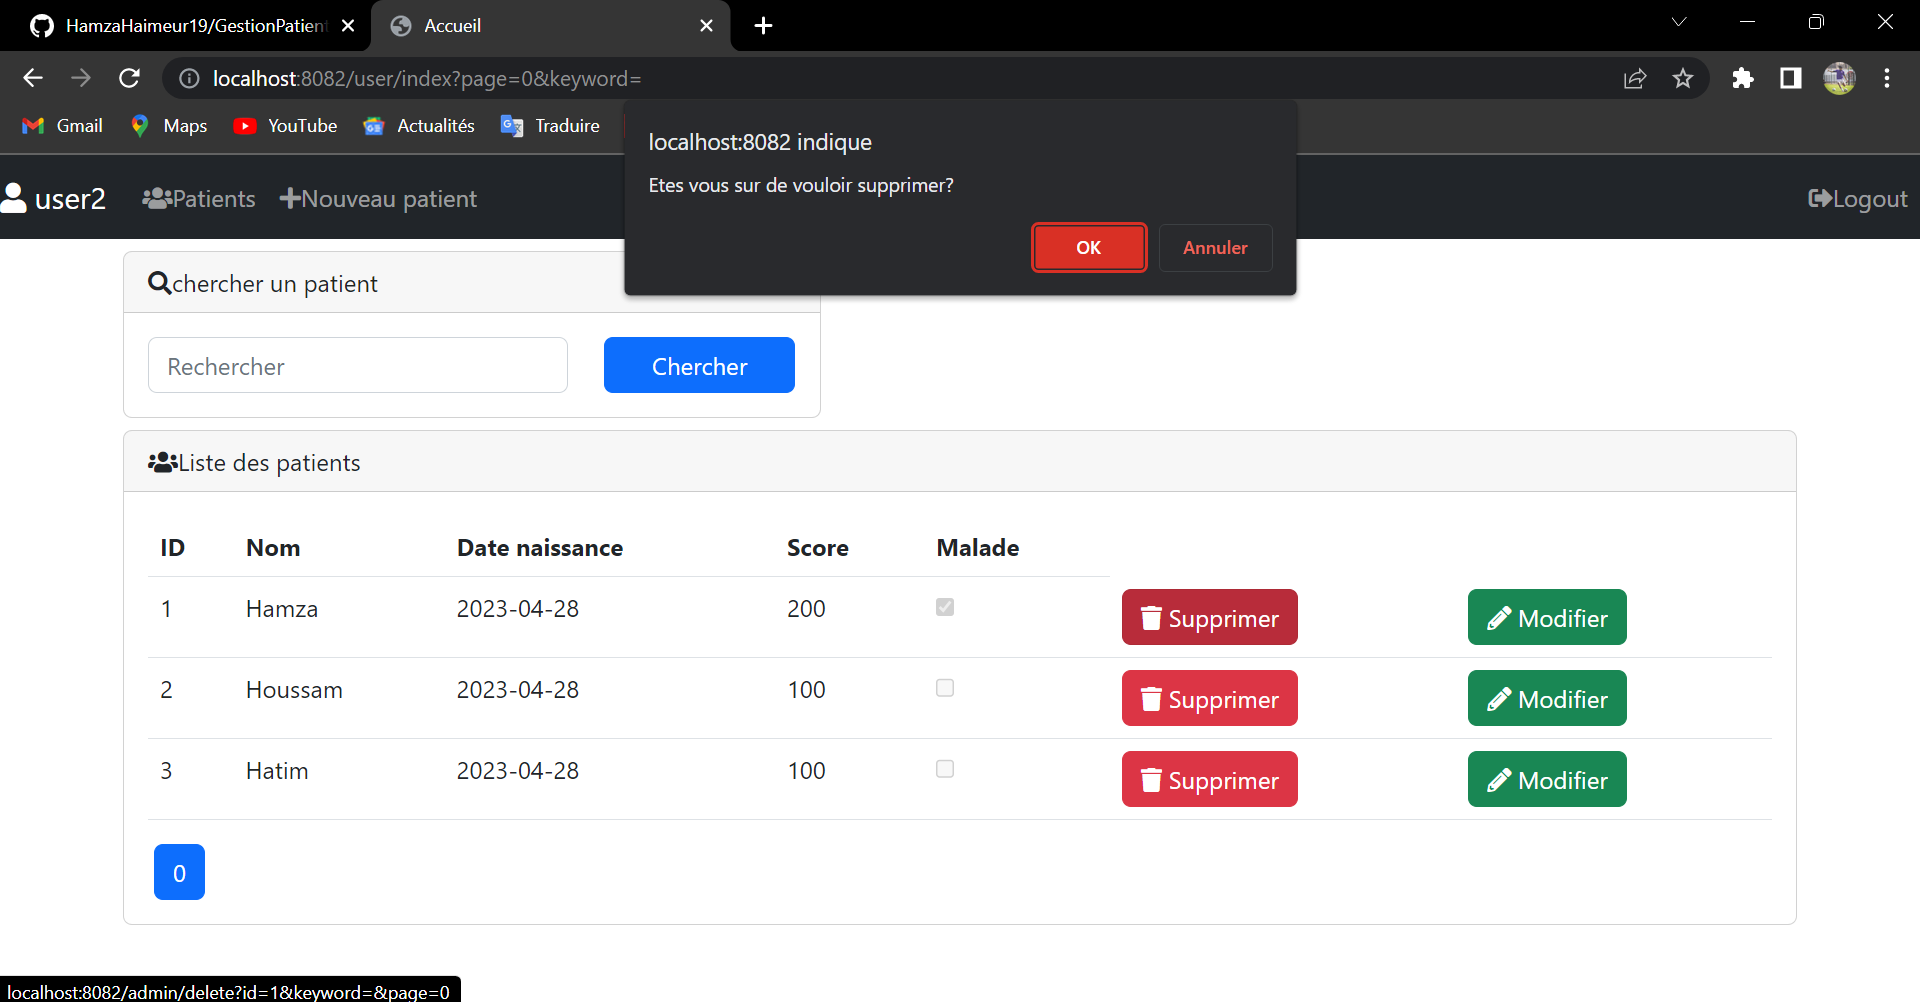 HamzaHaimeur19/GestionPatient
Accueil
localhost:8082/user/index?page=0&keyword=
Gmail Maps YouTube Actualités Traduire
localhost:8082 indique
Etes vous sur de vouloir supprimer?
OK Annuler
user2 Patients Nouveau patient Logout
chercher un patient
Rechercher Chercher
Liste des patients
ID Nom Date naissance Score Malade
1 Hamza 2023-04-28 200 Supprimer Modifier
2 Houssam 2023-04-28 100 Supprimer Modifier
3 Hatim 2023-04-28 100 Supprimer Modifier
0
localhost:8082/admin/delete?id=1&keyword=&page=0